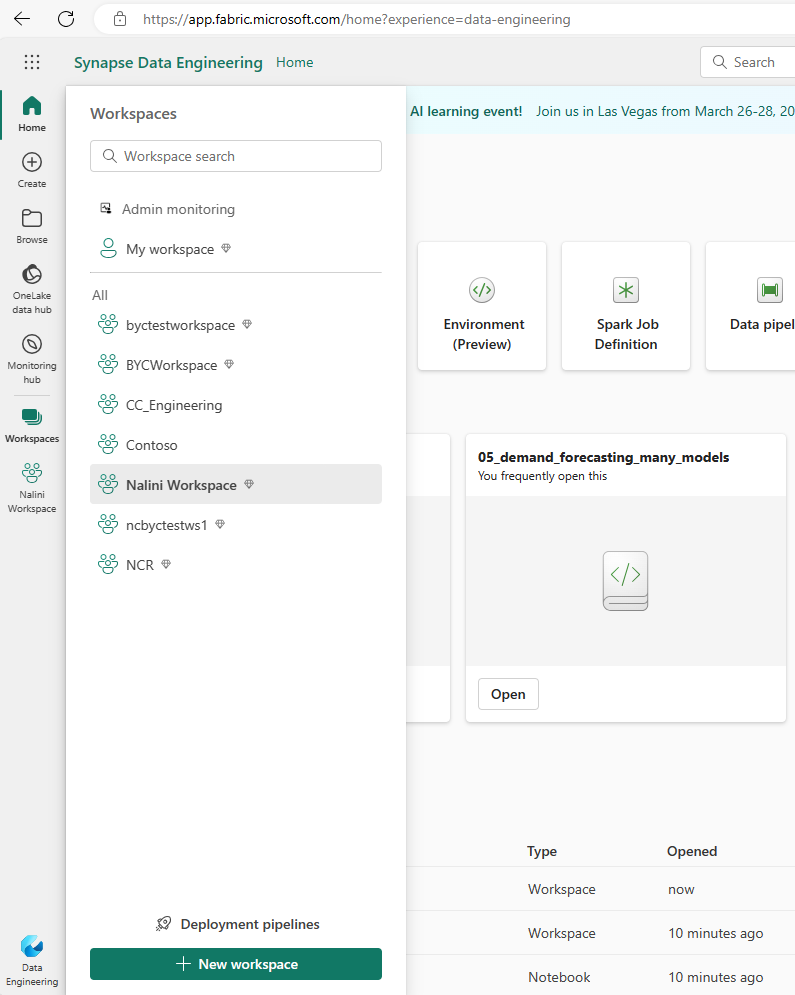 https://app.fabric.microsoft.com/home?experience=data-engineering
Synapse Data Engineering Home
Search
Home
Create
Browse
OneLake
data hub
Monitoring
hub
Workspaces
Nalini
Workspace
Data
Engineering
Workspaces
Workspace search
Admin monitoring
My workspace
All
byctestworkspace
BYCWorkspace
CC_Engineering
Contoso
Nalini Workspace
ncbyctestws1
NCR
Deployment pipelines
New workspace
AI learning event! Join us in Las Vegas from March 26-28, 20
Environment
(Preview)
Spark Job
Definition
Data pipel
05_demand_forecasting_many_models
You frequently open this
Open
Type Opened
Workspace now
Workspace 10 minutes ago
Notebook 10 minutes ago